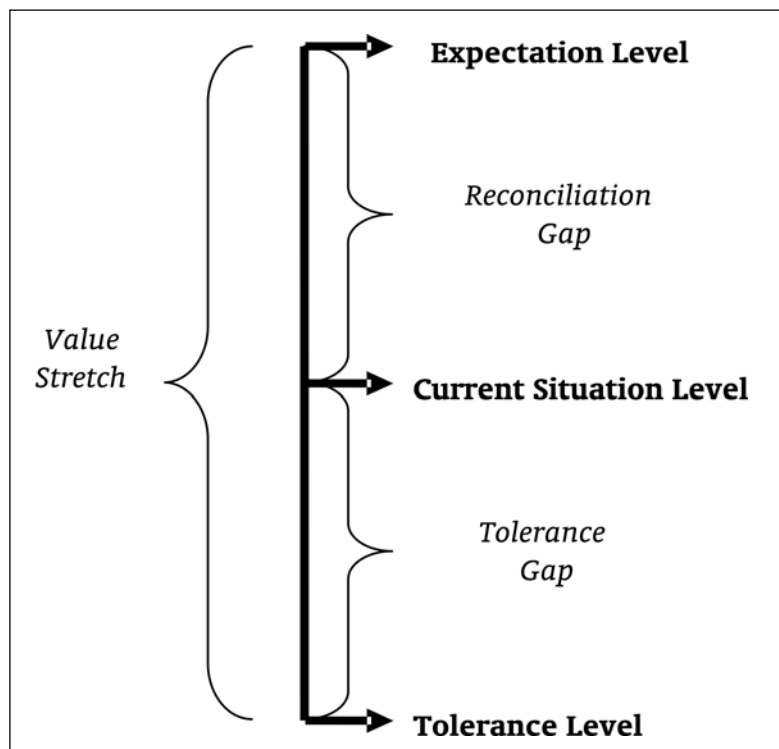 Expectation Level
Reconciliation
Gap
Value
Stretch
Current Situation Level
Tolerance
Gap
Tolerance Level